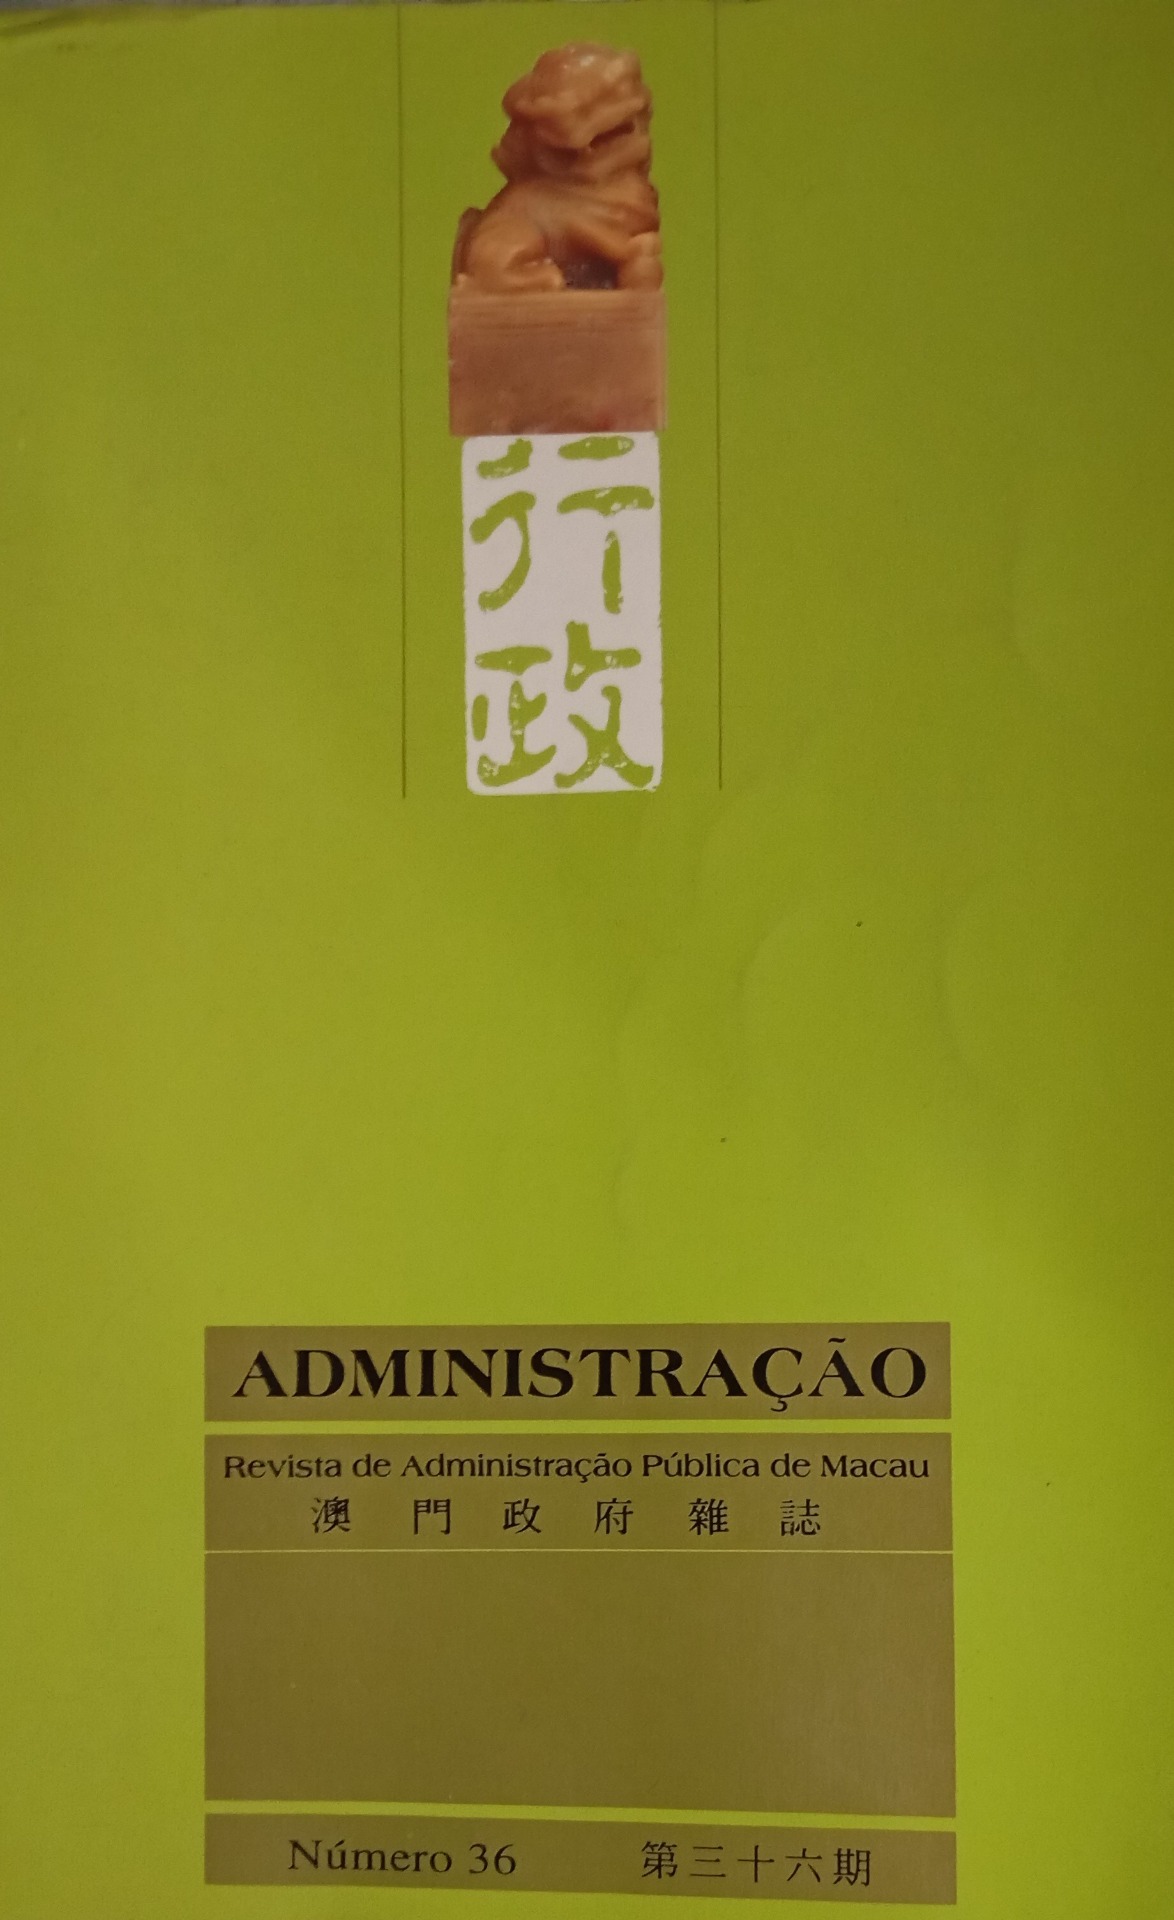 行
政
ADMINISTRAÇÃO
Revista de Administração Pública de Macau
澳門政府雜誌
Número 36 第三十六期